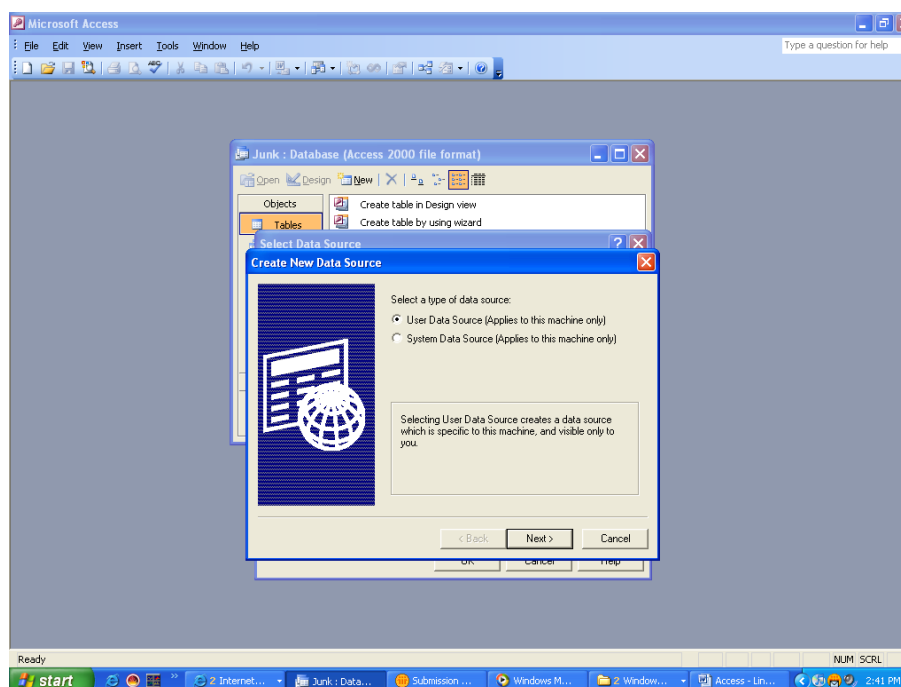 Microsoft Access
File Edit View Insert Tools Window Help
Type a question for help
Junk : Database (Access 2000 file format)
Open Design New
Objects
Create table in Design view
Tables
Create table by using wizard
Select Data Source
Create New Data Source
Select a type of data source:
User Data Source (Applies to this machine only)
System Data Source (Applies to this machine only)
Selecting User Data Source creates a data source
which is specific to this machine, and visible only to
you.
< Back Next > Cancel
OK Cancel Help
Ready
NUM SCRL
start
2 Internet...
Junk : Data...
Submission ...
Windows M...
2 Window...
Access - Lin...
2:41 PM